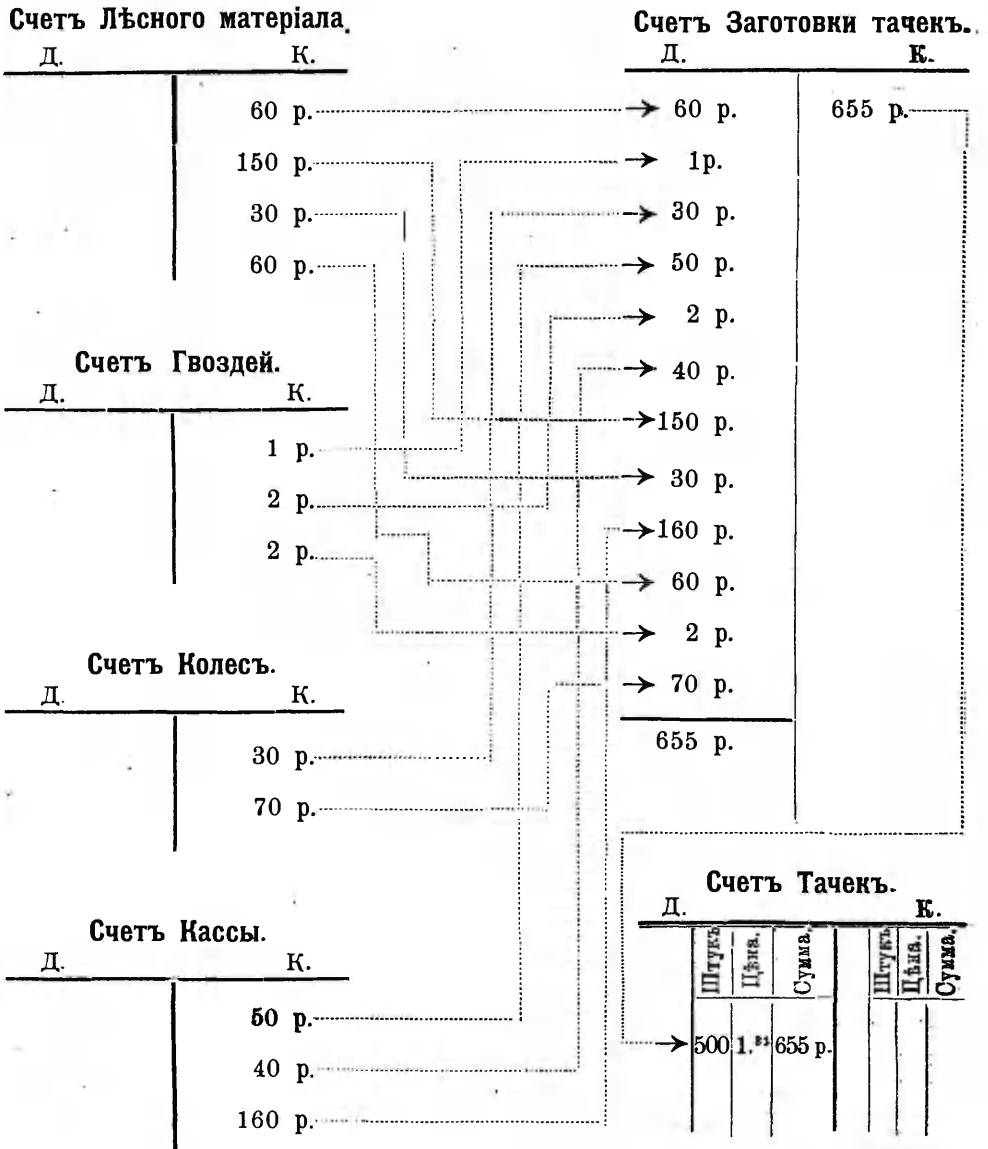 Счетъ Лѣсного матеріала.
Д. К.
60 р.
150 р.
30 р.
60 р.
Счетъ Гвоздей.
Д. К.
1 р.
2 р.
2 р.
Счетъ Колесъ.
Д. К.
30 р.
70 р.
Счетъ Кассы.
Д. К.
50 р.
40 р.
160 р.
Счетъ Заготовки тачекъ.
Д. К.
60 р. 655 р.
1р.
30 р.
50 р.
2 р.
40 р.
150 р.
30 р.
160 р.
60 р.
2 р.
70 р.
655 р.
Счетъ Тачекъ.
Д. К.
Штукъ Цѣна. Сумма. Штукъ Цѣна. Сумма.
500 1.³¹ 655 р.